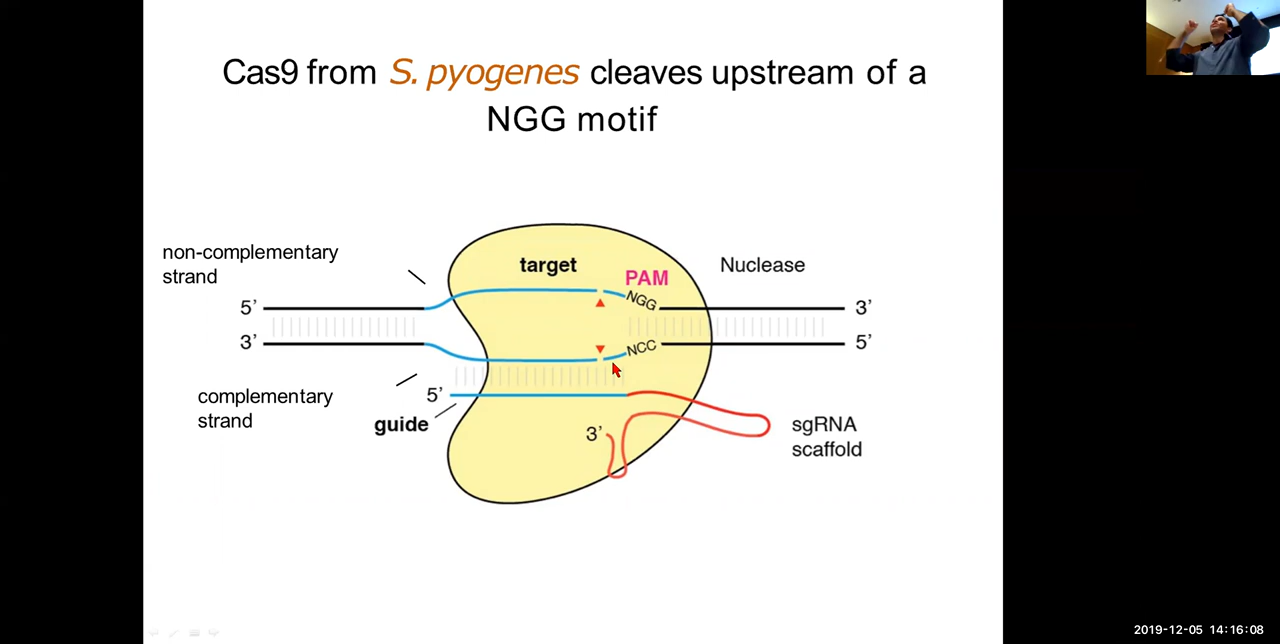 Cas9 from S. pyogenes cleaves upstream of a
NGG motif
non-complementary
strand
target
PAM
Nuclease
5’
NGG
3’
3’
NCC
5’
complementary
strand
5’
guide
3’
sgRNA
scaffold
2019-12-05 14:16:08